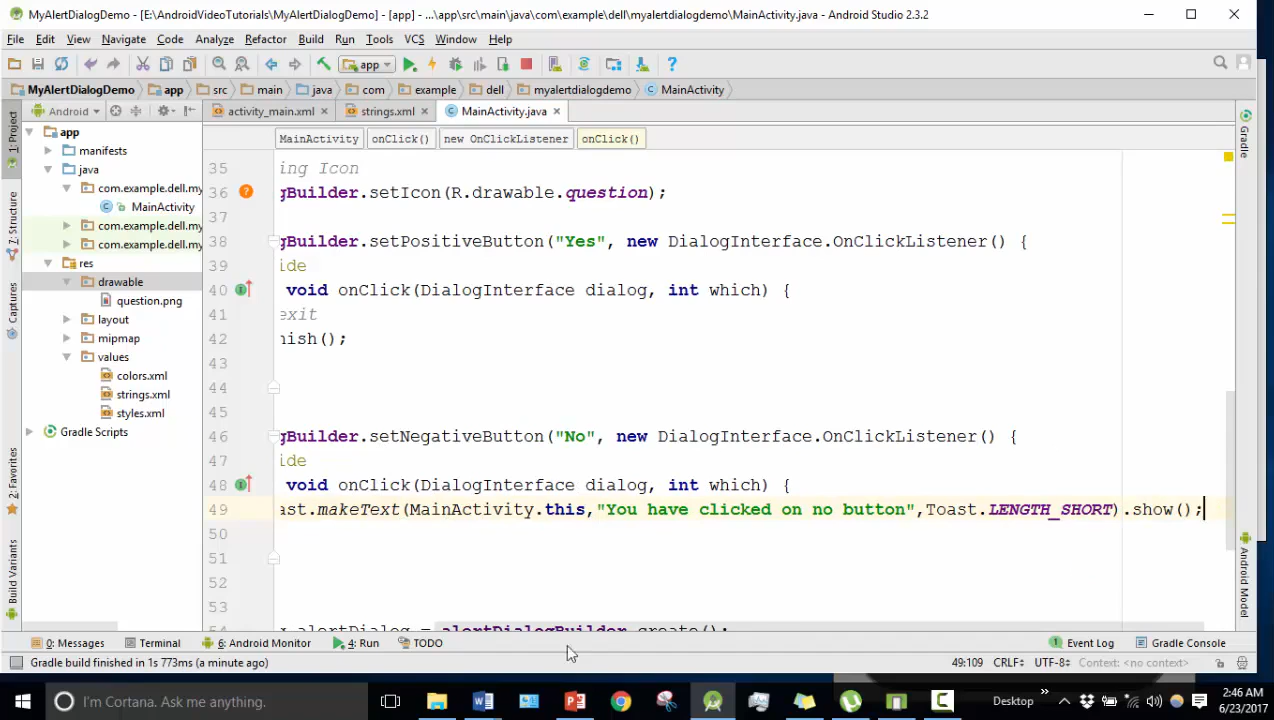 MyAlertDialogDemo - [E:\AndroidVideoTutorials\MyAlertDialogDemo] - [app] - ...\app\src\main\java\com\example\dell\myalertdialogdemo\MainActivity.java - Android Studio 2.3.2
File Edit View Navigate Code Analyze Refactor Build Run Tools VCS Window Help
app
MyAlertDialogDemo app src main java com example dell myalertdialogdemo MainActivity
Android activity_main.xml strings.xml MainActivity.java
MainActivity onClick() new OnClickListener onClick()
1: Project
7: Structure
Captures
2: Favorites
Build Variants
app
manifests
java
com.example.dell.my
MainActivity
com.example.dell.my
com.example.dell.my
res
drawable
question.png
layout
mipmap
values
colors.xml
strings.xml
styles.xml
Gradle Scripts
35 ing Icon
36 gBuilder.setIcon(R.drawable.question);
37
38 gBuilder.setPositiveButton("Yes", new DialogInterface.OnClickListener() {
39 ide
40 void onClick(DialogInterface dialog, int which) {
41 exit
42 nish();
43
44
45
46 gBuilder.setNegativeButton("No", new DialogInterface.OnClickListener() {
47 ide
48 void onClick(DialogInterface dialog, int which) {
49 ast.makeText(MainActivity.this,"You have clicked on no button",Toast.LENGTH_SHORT).show();
50
51
52
53
54 alertDialog = alertDialogBuilder.create();
Gradle
Android Model
0: Messages Terminal 6: Android Monitor 4: Run TODO 1 Event Log Gradle Console
Gradle build finished in 1s 773ms (a minute ago) 49:109 CRLF UTF-8 Context: <no context>
I'm Cortana. Ask me anything. Desktop 2:46 AM
6/23/2017